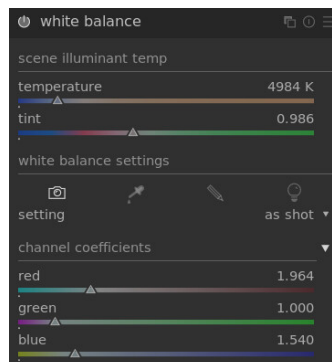 white balance
scene illuminant temp
temperature 4984 K
tint 0.986
white balance settings
setting as shot
channel coefficients
red 1.964
green 1.000
blue 1.540